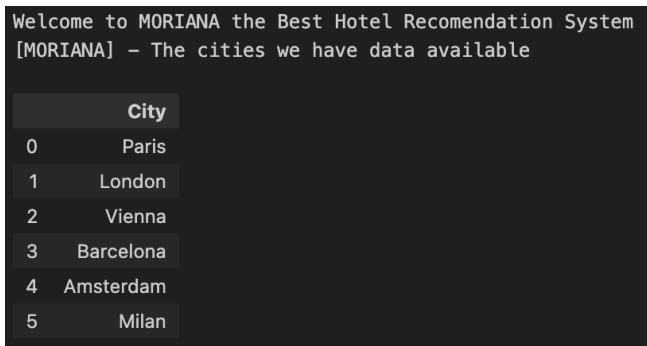 Welcome to MORIANA the Best Hotel Recomendation System
[MORIANA] – The cities we have data available
City
0 Paris
1 London
2 Vienna
3 Barcelona
4 Amsterdam
5 Milan